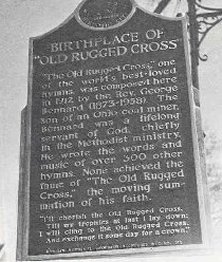 BIRTHPLACE OF
"OLD RUGGED CROSS"
"The Old Rugged Cross," one
of the world's best-loved
hymns, was composed here
in 1912 by the Rev. George
Bennard (1873-1958). The
son of an Ohio coal miner,
Bennard was a lifelong
servant of God, chiefly
in the Methodist ministry.
He wrote the words and
music of over 300 other
hymns. None achieved the
fame of "The Old Rugged
Cross," the moving sum-
mation of his faith.
"I'll cherish the Old Rugged Cross,
Till my trophies at last I lay down;
I will cling to the Old Rugged Cross,
And exchange it some day for a crown."